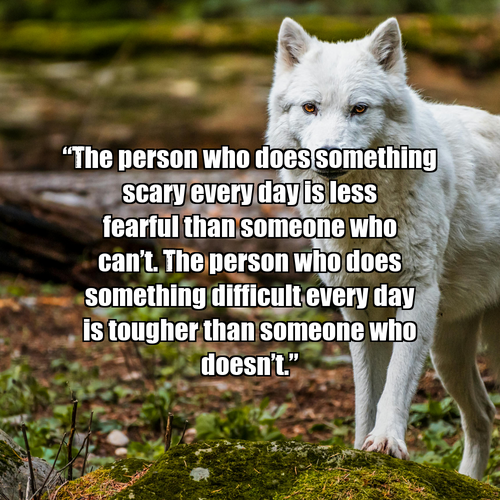 “The person who does something
scary every day is less
fearful than someone who
can’t. The person who does
something difficult every day
is tougher than someone who
doesn’t.”